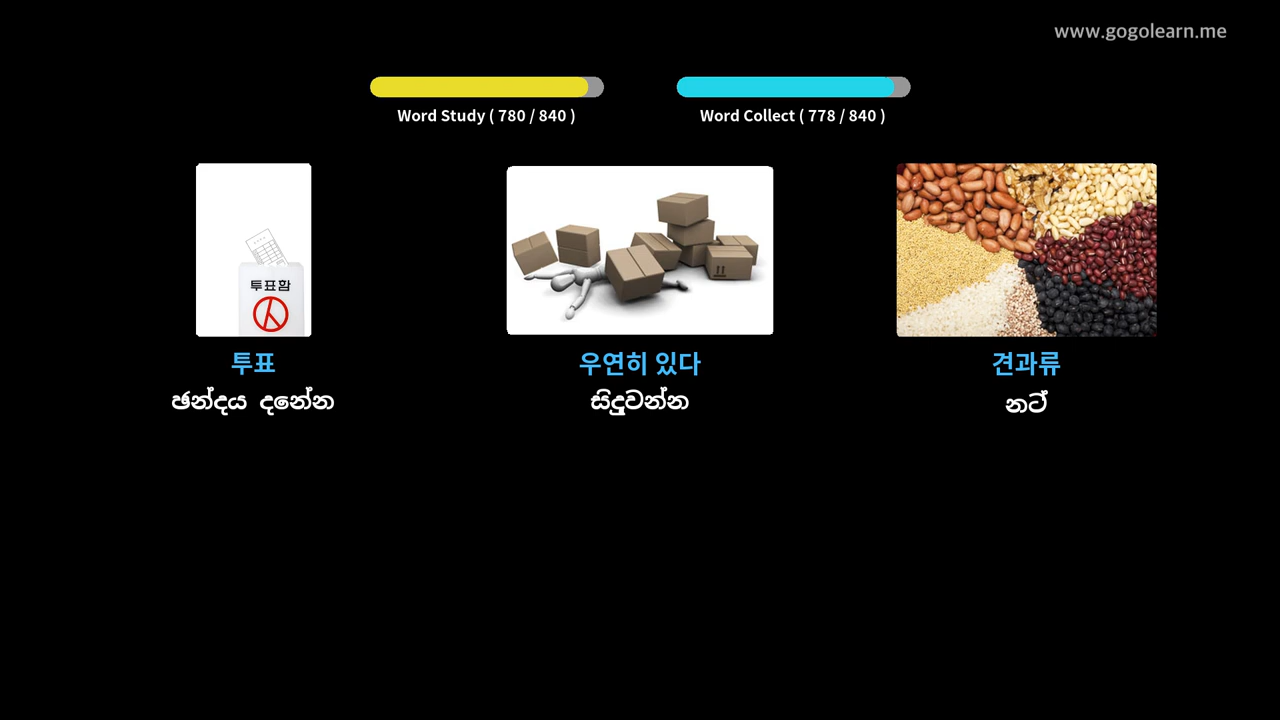 www.gogolearn.me
Word Study ( 780 / 840 )
Word Collect ( 778 / 840 )
투표함
투표
ඡන්දය දනේන
우연히 있다
සිදුවන්න
견과류
නට්